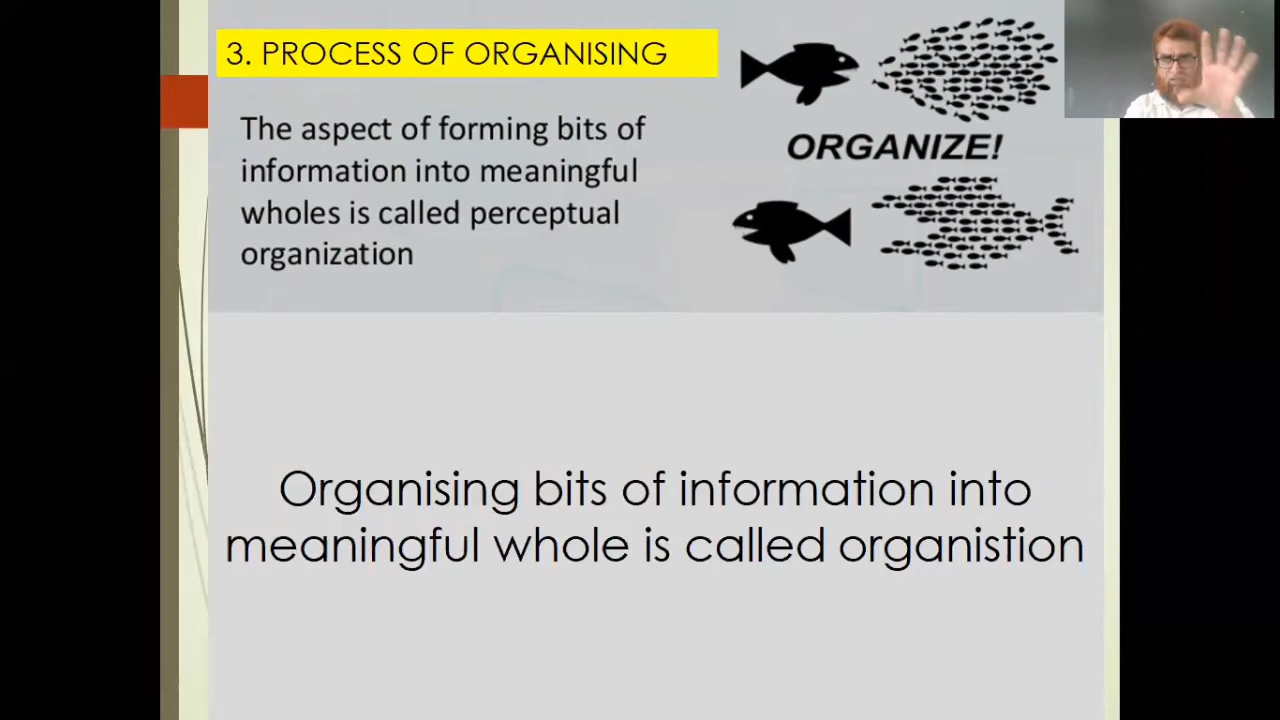 3. PROCESS OF ORGANISING
The aspect of forming bits of
information into meaningful
wholes is called perceptual
organization
ORGANIZE!
Organising bits of information into
meaningful whole is called organistion